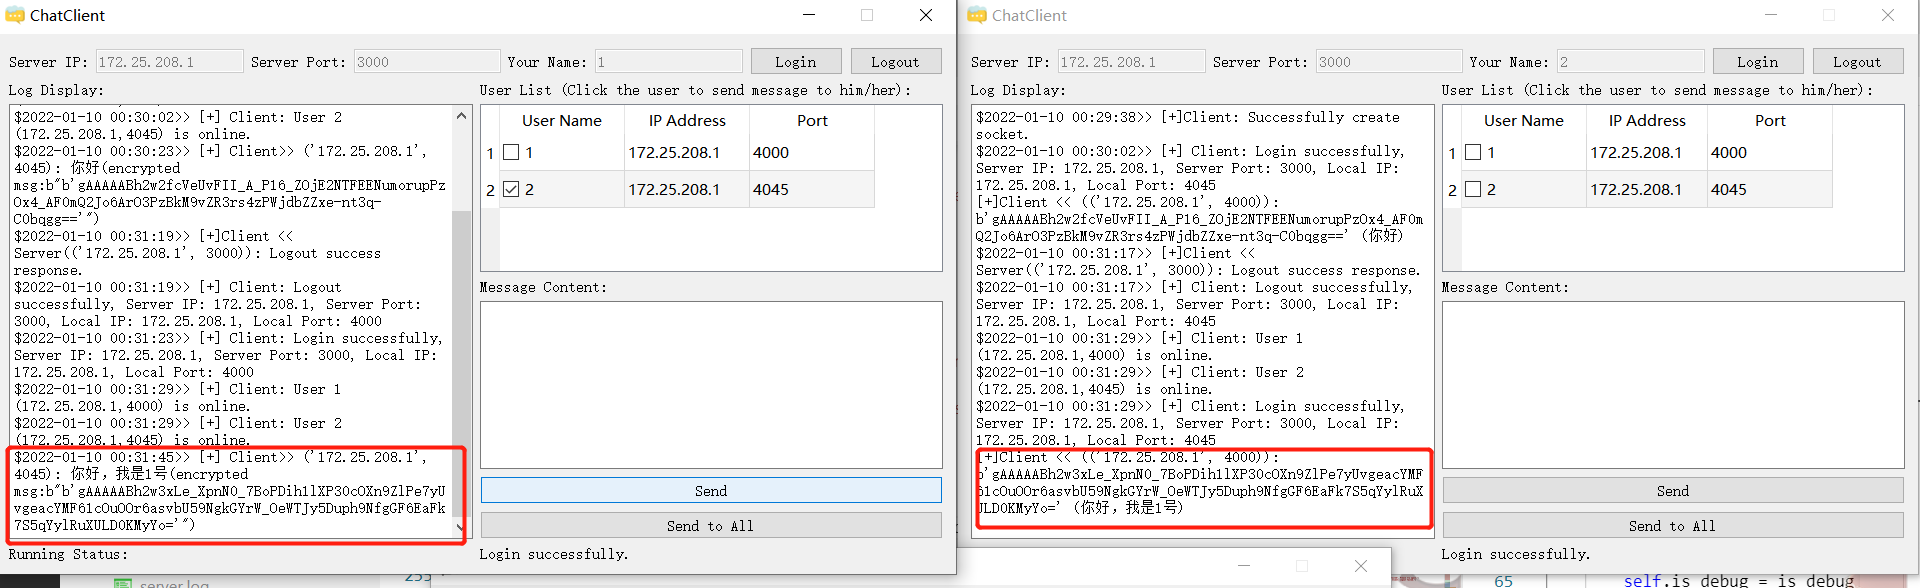 ChatClient
Server IP: 172.25.208.1 Server Port: 3000 Your Name: 1 Login Logout
Log Display:
$2022-01-10 00:30:02>> [+] Client: User 2
(172.25.208.1,4045) is online.
$2022-01-10 00:30:23>> [+] Client>> ('172.25.208.1',
4045): 你好(encrypted
msg:b"b'gAAAAABh2w2fcVeUvFII_A_P16_ZOjE2NTFEENumorupPz
Ox4_AF0mQ2Jo6ArO3PzBkM9vZR3rs4zPWjdbZZxe-nt3q-
C0bqgg=='")
$2022-01-10 00:31:19>> [+]Client <<
Server(('172.25.208.1', 3000)): Logout success
response.
$2022-01-10 00:31:19>> [+] Client: Logout
successfully, Server IP: 172.25.208.1, Server Port:
3000, Local IP: 172.25.208.1, Local Port: 4000
$2022-01-10 00:31:23>> [+] Client: Login successfully,
Server IP: 172.25.208.1, Server Port: 3000, Local IP:
172.25.208.1, Local Port: 4000
$2022-01-10 00:31:29>> [+] Client: User 1
(172.25.208.1,4000) is online.
$2022-01-10 00:31:29>> [+] Client: User 2
(172.25.208.1,4045) is online.
$2022-01-10 00:31:45>> [+] Client>> ('172.25.208.1',
4045): 你好，我是1号(encrypted
msg:b"b'gAAAAABh2w3xLe_XpnN0_7BoPDih1lXP30cOXn9ZlPe7yU
vgeacYMF61cOuOOr6asvbU59NgkGYrW_OeWTJy5Duph9NfgGF6EaFk
7S5qYylRuXULD0KMyYo='")
Running Status:
User List (Click the user to send message to him/her):
User Name IP Address Port
1 1 172.25.208.1 4000
2 2 172.25.208.1 4045
Message Content:
Send
Send to All
Login successfully.
ChatClient
Server IP: 172.25.208.1 Server Port: 3000 Your Name: 2 Login Logout
Log Display:
$2022-01-10 00:29:38>> [+]Client: Successfully create
socket.
$2022-01-10 00:30:02>> [+] Client: Login successfully,
Server IP: 172.25.208.1, Server Port: 3000, Local IP:
172.25.208.1, Local Port: 4045
[+]Client << (('172.25.208.1', 4000)):
b'gAAAAABh2w2fcVeUvFII_A_P16_ZOjE2NTFEENumorupPzOx4_AF0m
Q2Jo6ArO3PzBkM9vZR3rs4zPWjdbZZxe-nt3q-C0bqgg==' (你好)
$2022-01-10 00:31:17>> [+]Client <<
Server(('172.25.208.1', 3000)): Logout success response.
$2022-01-10 00:31:17>> [+] Client: Logout successfully,
Server IP: 172.25.208.1, Server Port: 3000, Local IP:
172.25.208.1, Local Port: 4045
$2022-01-10 00:31:29>> [+] Client: User 1
(172.25.208.1,4000) is online.
$2022-01-10 00:31:29>> [+] Client: User 2
(172.25.208.1,4045) is online.
$2022-01-10 00:31:29>> [+] Client: Login successfully,
Server IP: 172.25.208.1, Server Port: 3000, Local IP:
172.25.208.1, Local Port: 4045
[+]Client << (('172.25.208.1', 4000)):
b'gAAAAABh2w3xLe_XpnN0_7BoPDih1lXP30cOXn9ZlPe7yUvgeacYMF
61cOuOOr6asvbU59NgkGYrW_OeWTJy5Duph9NfgGF6EaFk7S5qYylRuX
ULD0KMyYo=' (你好，我是1号)
User List (Click the user to send message to him/her):
User Name IP Address Port
1 1 172.25.208.1 4000
2 2 172.25.208.1 4045
Message Content:
Send
Send to All
Login successfully.
server.log
255
65 self.is_debug = is_debug